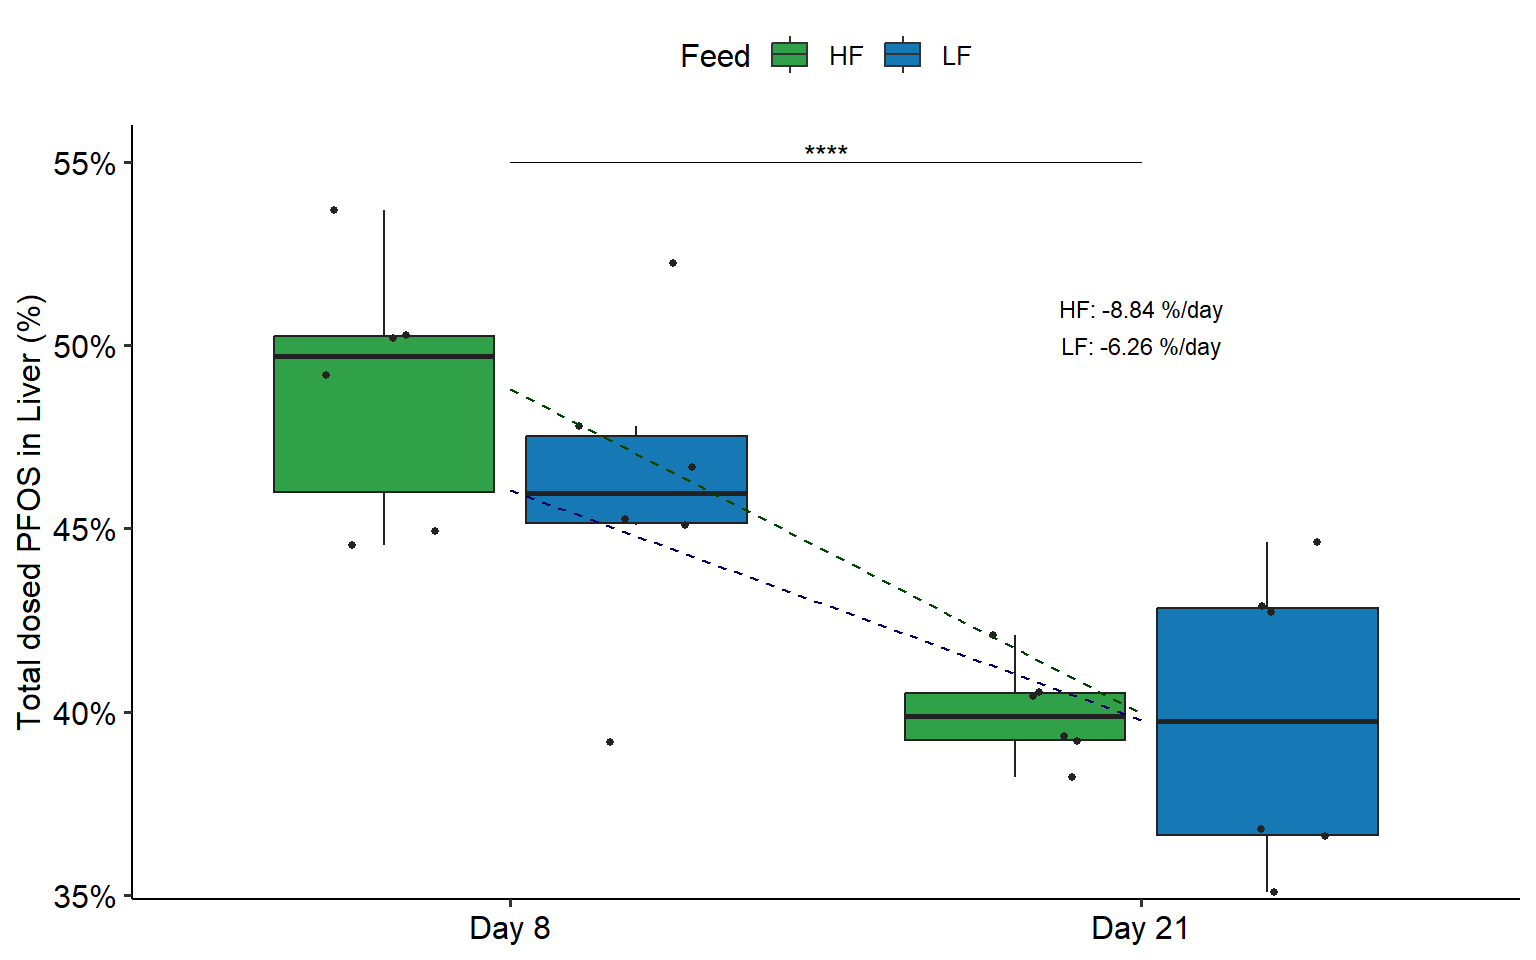 Feed HF LF
****
55%
50%
45%
40%
35%
Total dosed PFOS in Liver (%)
HF: -8.84 %/day
LF: -6.26 %/day
Day 8
Day 21